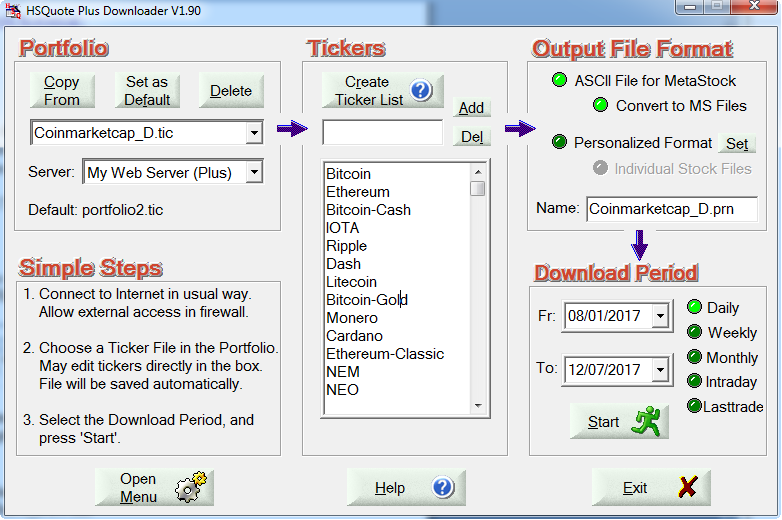 HSQuote Plus Downloader V1.90
Portfolio
Copy From
Set as Default
Delete
Coinmarketcap_D.tic
Server: My Web Server (Plus)
Default: portfolio2.tic
Simple Steps
1. Connect to Internet in usual way.
Allow external access in firewall.
2. Choose a Ticker File in the Portfolio.
May edit tickers directly in the box.
File will be saved automatically.
3. Select the Download Period, and
press 'Start'.
Open
Menu
Tickers
Create
Ticker List
?
Add
Del
Bitcoin
Ethereum
Bitcoin-Cash
IOTA
Ripple
Dash
Litecoin
Bitcoin-Gold
Monero
Cardano
Ethereum-Classic
NEM
NEO
Help ?
Output File Format
ASCII File for MetaStock
Convert to MS Files
Personalized Format Set
Individual Stock Files
Name: Coinmarketcap_D.prn
Download Period
Fr: 08/01/2017
To: 12/07/2017
Daily
Weekly
Monthly
Intraday
Lasttrade
Start
Exit